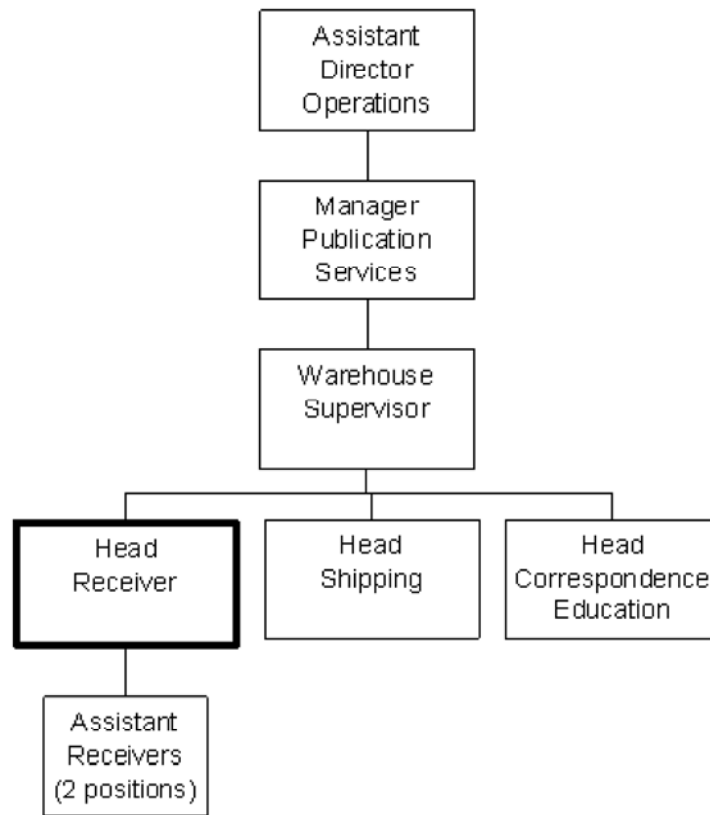 Assistant
Director
Operations
Manager
Publication
Services
Warehouse
Supervisor
Head
Receiver
Head
Shipping
Head
Correspondence
Education
Assistant
Receivers
(2 positions)